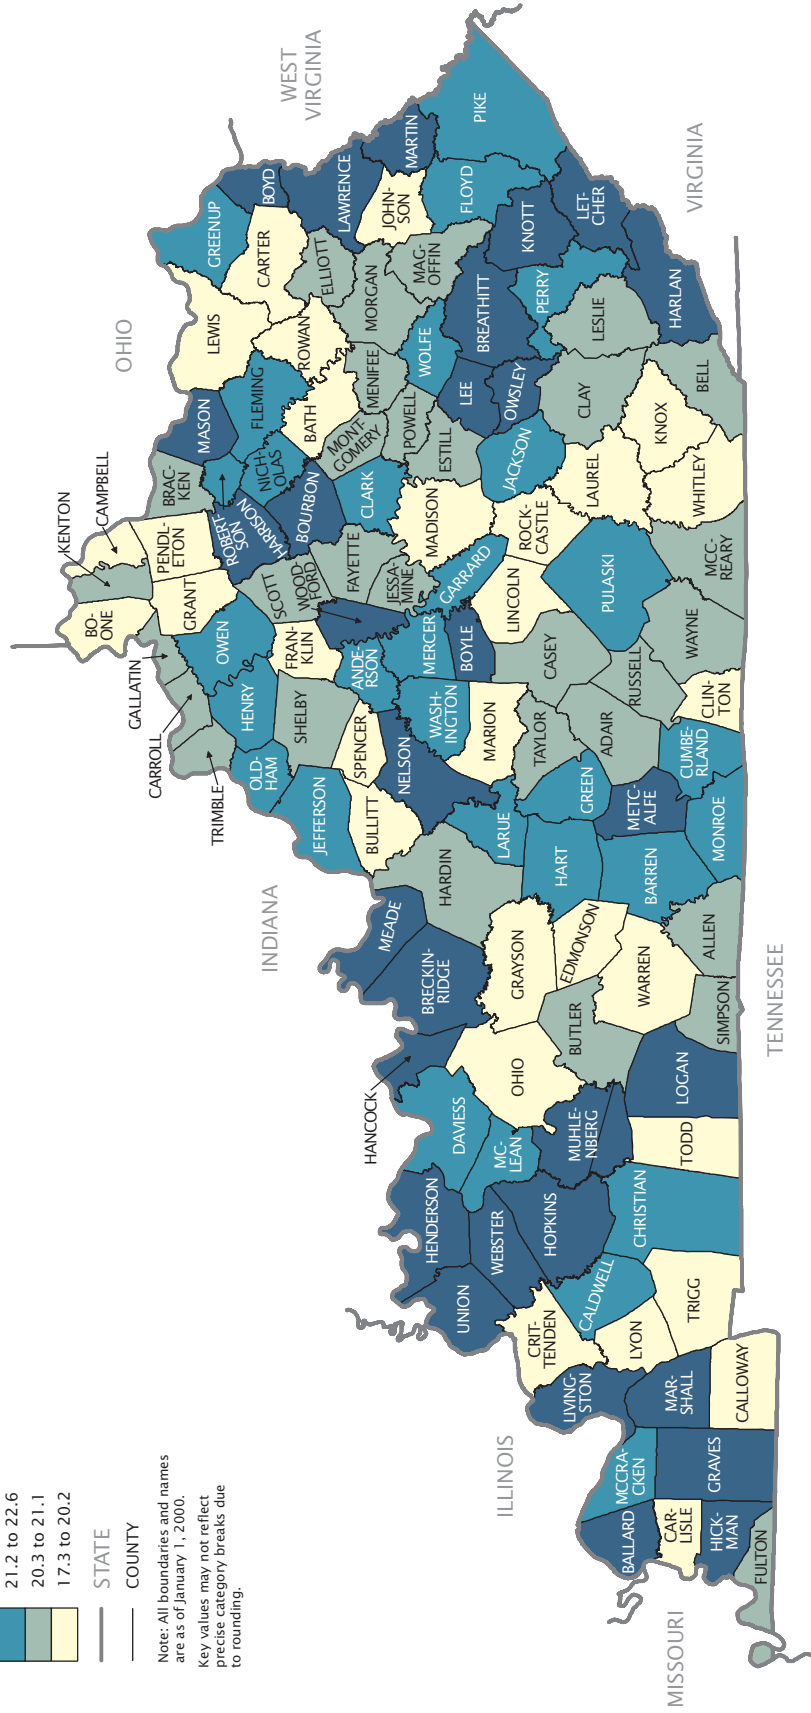 21.2 to 22.6
20.3 to 21.1
17.3 to 20.2
STATE
COUNTY
Note: All boundaries and names
are as of January 1, 2000.
Key values may not reflect
precise category breaks due
to rounding.
MISSOURI
ILLINOIS
INDIANA
OHIO
WEST
VIRGINIA
VIRGINIA
TENNESSEE
FULTON
HICK-
MAN
CAR-
LISLE
BALLARD
MCCRA-
CKEN
GRAVES
CALLOWAY
MAR-
SHALL
LIVING-
STON
LYON
TRIGG
CRIT-
TENDEN
CALDWELL
UNION
WEBSTER
HENDERSON
HOPKINS
CHRISTIAN
TODD
MUHLE-
NBERG
MC-
LEAN
DAVIESS
HANCOCK
OHIO
LOGAN
BUTLER
SIMPSON
WARREN
ALLEN
EDMONSON
GRAYSON
BRECKIN-
RIDGE
MEADE
HARDIN
HART
BARREN
MONROE
METC-
ALFE
GREEN
LARUE
BULLITT
JEFFERSON
OLD-
HAM
TRIMBLE
CARROLL
GALLATIN
HENRY
SHELBY
SPENCER
NELSON
MARION
WASH-
INGTON
TAYLOR
ADAIR
CUMBE-
RLAND
CLIN-
TON
RUSSELL
CASEY
WAYNE
BOYLE
MERCER
ANDE-
RSON
FRAN-
KLIN
OWEN
BO-
ONE
KENTON
CAMPBELL
GRANT
PENDL-
ETON
SCOTT
WOOD-
FORD
FAYETTE
JESSA-
MINE
GARRARD
LINCOLN
PULASKI
MCC-
REARY
ROCK-
CASTLE
MADISON
CLARK
BOURBON
HARRISON
ROBERT-
SON
BRAC-
KEN
MASON
NICH-
OLAS
FLEMING
BATH
MONT-
GOMERY
POWELL
ESTILL
JACKSON
LAUREL
WHITLEY
KNOX
BELL
CLAY
OWSLEY
LEE
WOLFE
MENIFEE
ROWAN
LEWIS
GREENUP
CARTER
ELLIOTT
MORGAN
MAG-
OFFIN
BREATHITT
PERRY
LESLIE
HARLAN
LET-
CHER
KNOTT
FLOYD
JOHN-
SON
LAWRENCE
BOYD
MARTIN
PIKE